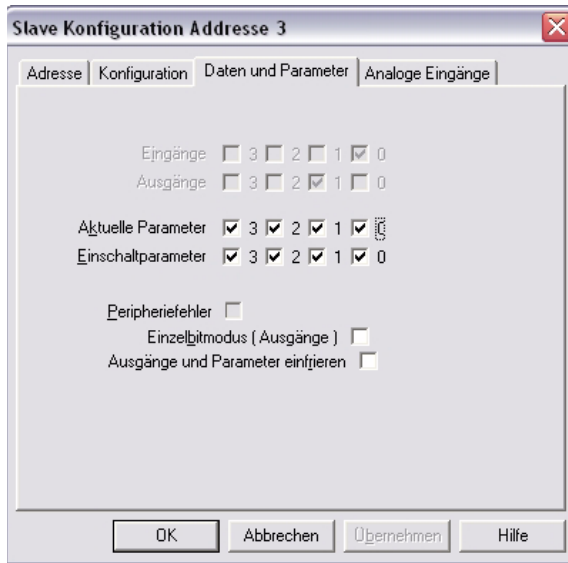 Slave Konfiguration Addresse 3
Adresse Konfiguration Daten und Parameter Analoge Eingänge
Eingänge 3 2 1 0
Ausgänge 3 2 1 0
Aktuelle Parameter 3 2 1 0
Einschaltparameter 3 2 1 0
Peripheriefehler
Einzelbitmodus ( Ausgänge )
Ausgänge und Parameter einfrieren
OK Abbrechen Übernehmen Hilfe